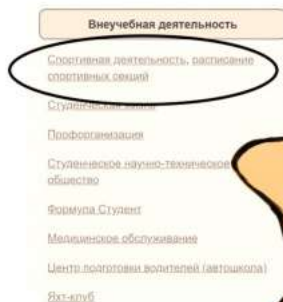 Внеучебная деятельность
Спортивная деятельность, расписание
спортивных секций
Студенческая
Профорганизация
Студенческое научно-техническое
общество
Формула Студент
Медицинское обслуживание
Центр подготовки водителей (автошкола)
Яхт-клуб